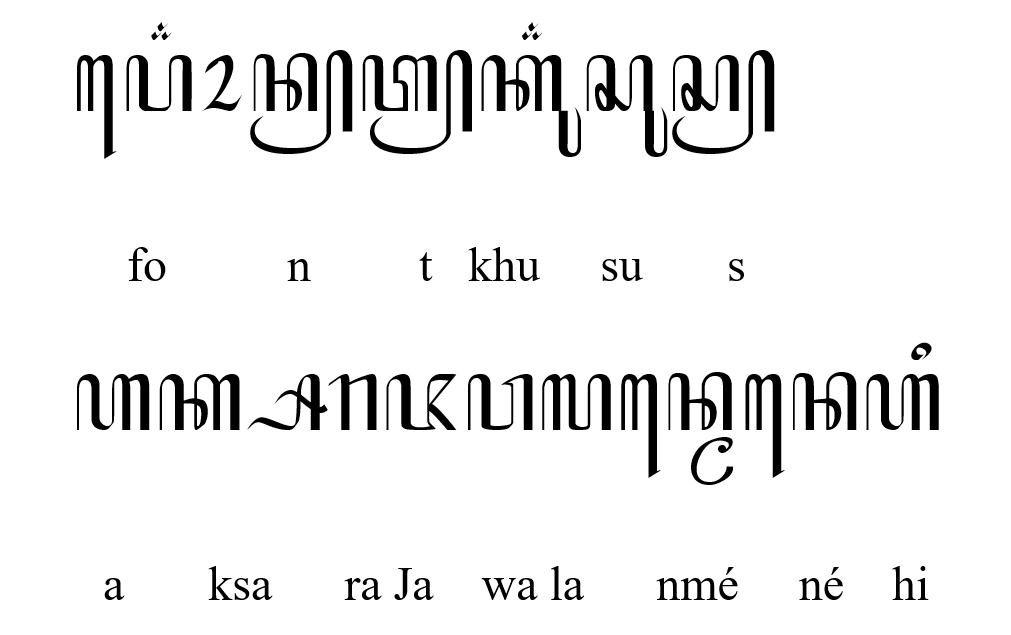 ꦥ꦳ꦺꦴꦤ꧀‌ꦠ꧀‌ꦏ꦳ꦸꦱꦸꦱ꧀
fo n t khu su s
ꦲꦏ꧀ꦱꦫꦗꦮꦭꦤ꧀ꦩꦺꦤꦺꦲꦶ
a ksa ra Ja wa la nmé né hi